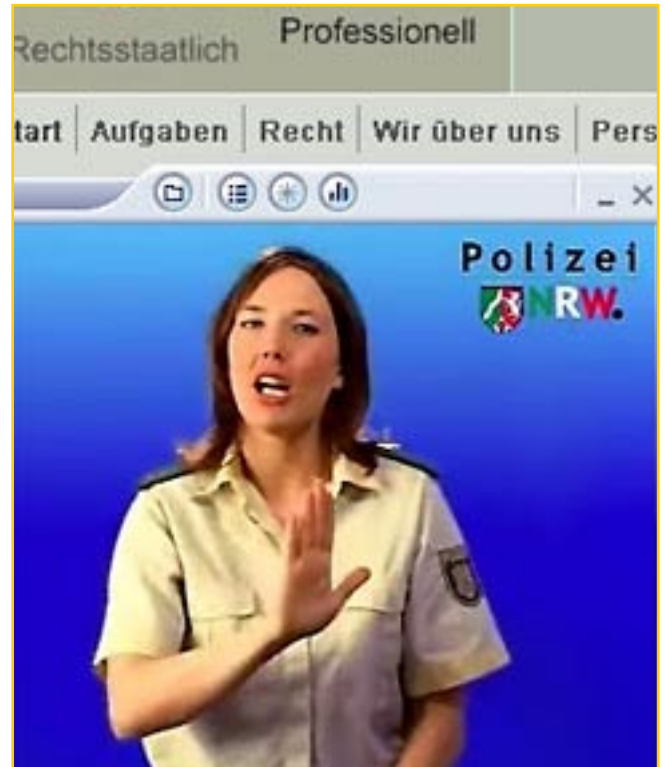 Rechtsstaatlich
Professionell
tart Aufgaben Recht Wir über uns Pers
Polizei
NRW.